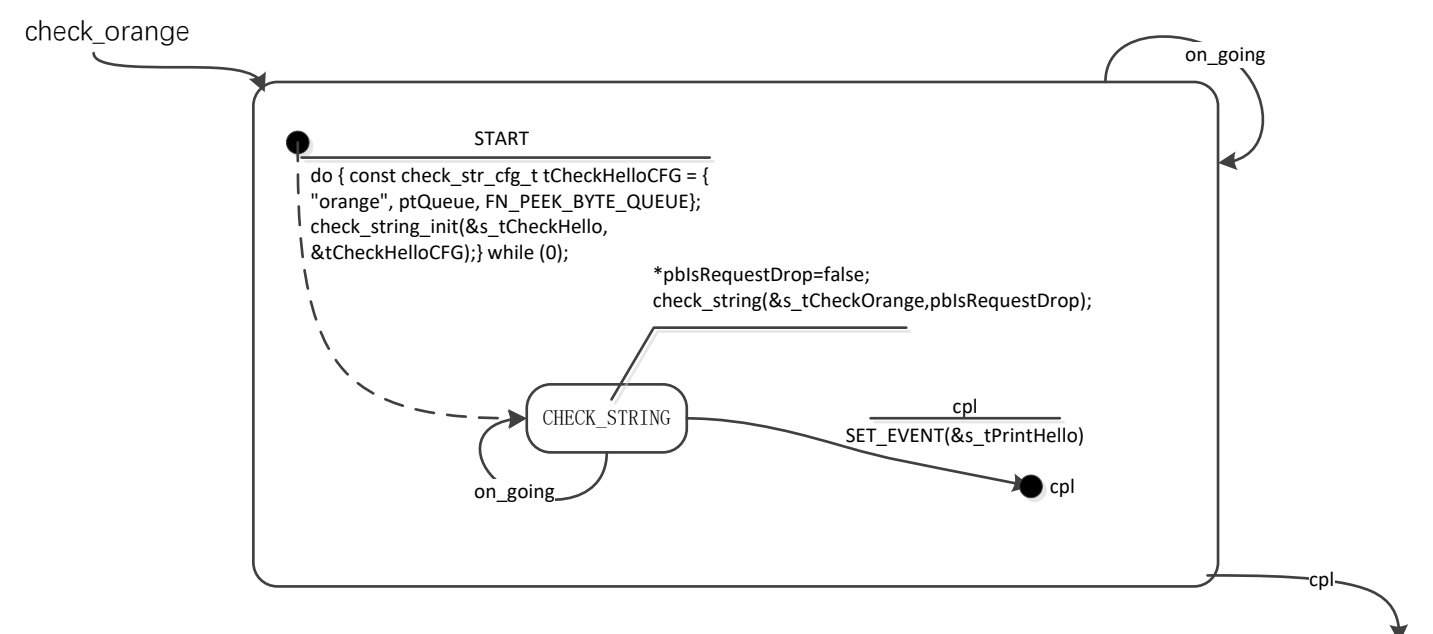 check_orange
on_going
START
do { const check_str_cfg_t tCheckHelloCFG = {
"orange", ptQueue, FN_PEEK_BYTE_QUEUE};
check_string_init(&s_tCheckHello,
&tCheckHelloCFG);} while (0);
*pbIsRequestDrop=false;
check_string(&s_tCheckOrange,pbIsRequestDrop);
CHECK_STRING
cpl
SET_EVENT(&s_tPrintHello)
on_going
cpl
cpl